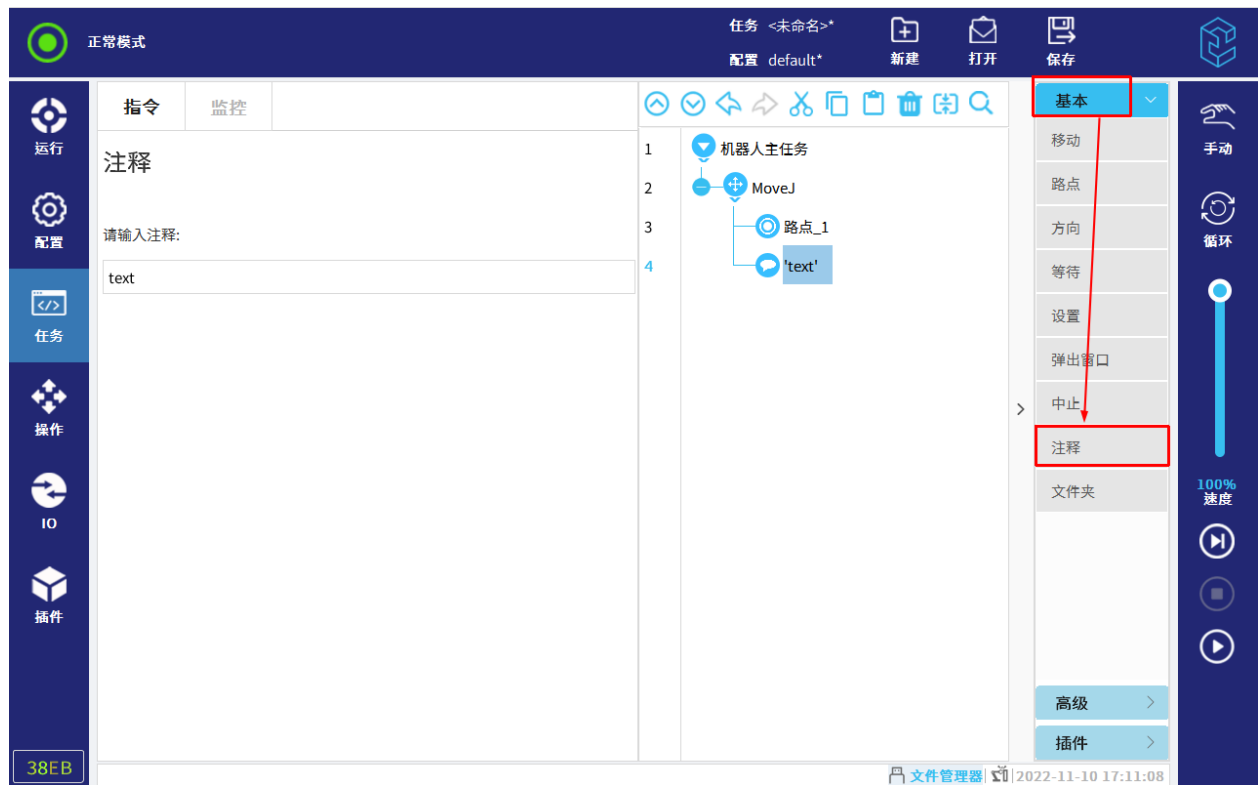 正常模式
任务 <未命名>*
配置 default*
新建
打开
保存
运行
配置
任务
操作
IO
插件
38EB
指令
监控
注释
请输入注释:
text
1 机器人主任务
2 MoveJ
3 路点_1
4 'text'
基本
移动
路点
方向
等待
设置
弹出窗口
中止
注释
文件夹
高级
插件
手动
循环
100%
速度
文件管理器
2022-11-10 17:11:08